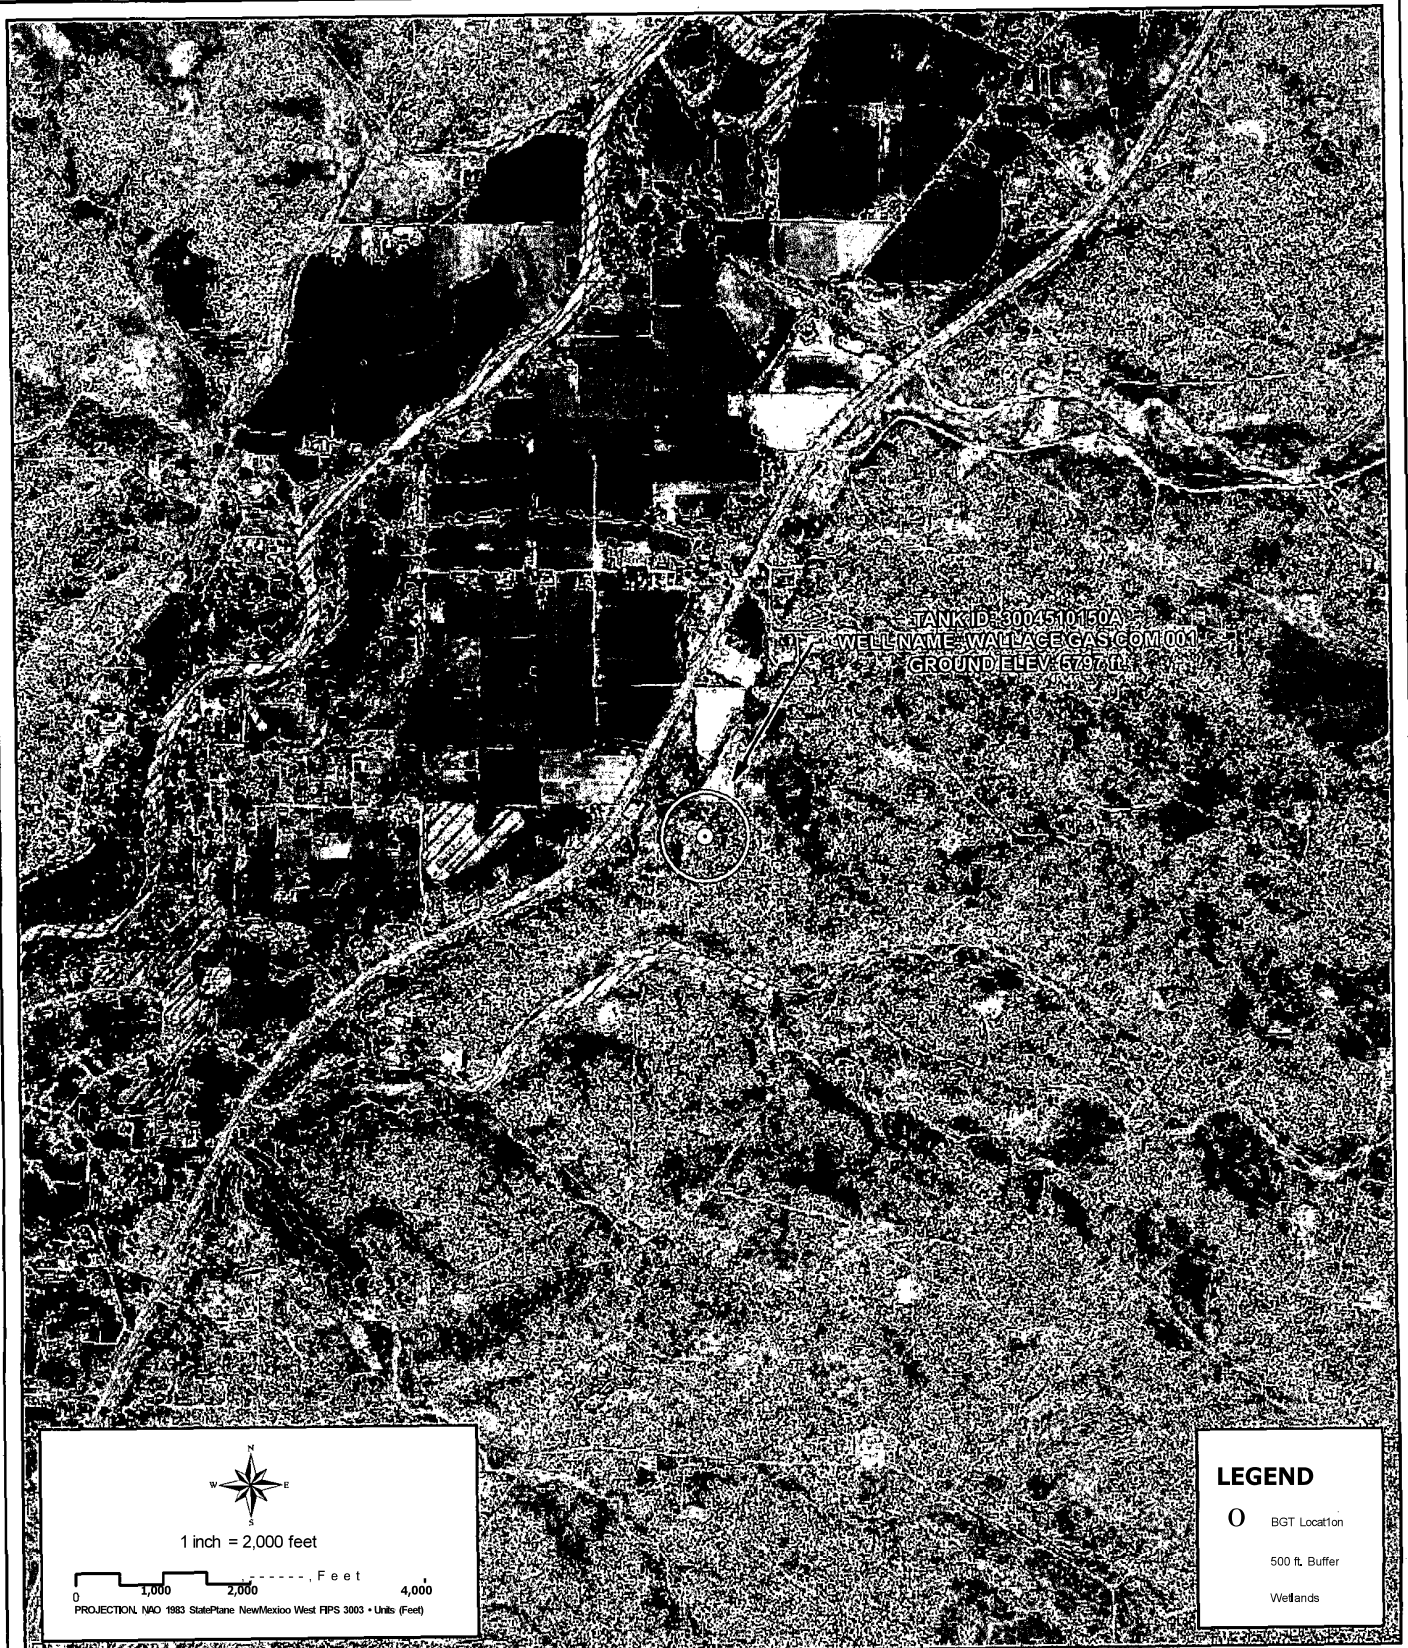 TANK ID: 3004510150A
WELL NAME: WALLACE GAS COM 001
GROUND ELEV: 5797 ft.
N
W E
S
1 inch = 2,000 feet
Feet
0 1,000 2,000 4,000
PROJECTION. NAO 1983 StatePlane NewMexioo West FIPS 3003 • Units (Feet)
LEGEND
O BGT Locat1on
500 ft. Buffer
Wetlands